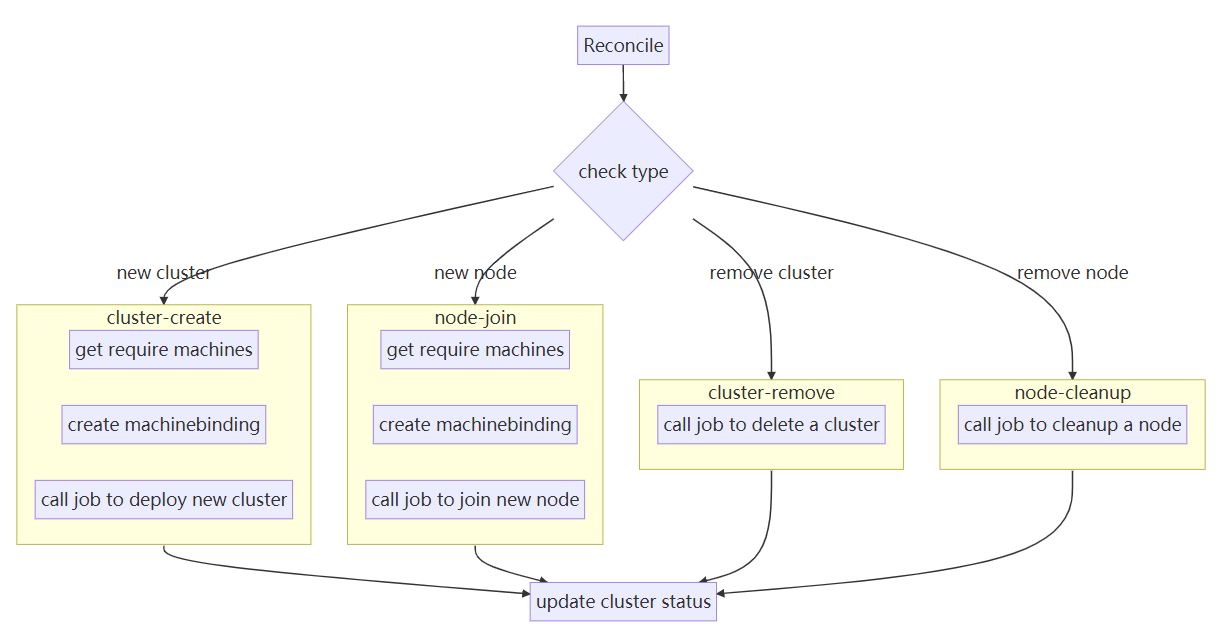 Reconcile
check type
new cluster
new node
remove cluster
remove node
cluster-create
get require machines
create machinebinding
call job to deploy new cluster
node-join
get require machines
create machinebinding
call job to join new node
cluster-remove
call job to delete a cluster
node-cleanup
call job to cleanup a node
update cluster status